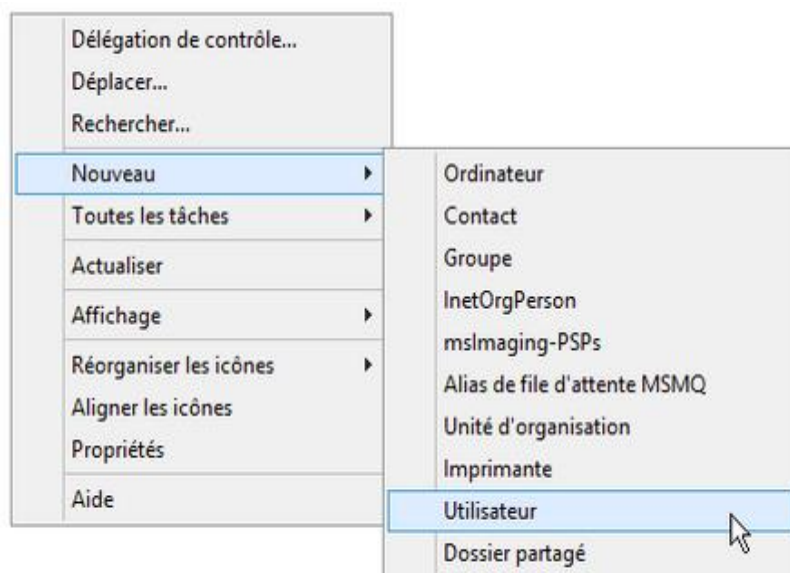 Délégation de contrôle...
Déplacer...
Rechercher...
Nouveau
Toutes les tâches
Actualiser
Affichage
Réorganiser les icônes
Aligner les icônes
Propriétés
Aide
Ordinateur
Contact
Groupe
InetOrgPerson
msImaging-PSPs
Alias de file d'attente MSMQ
Unité d'organisation
Imprimante
Utilisateur
Dossier partagé